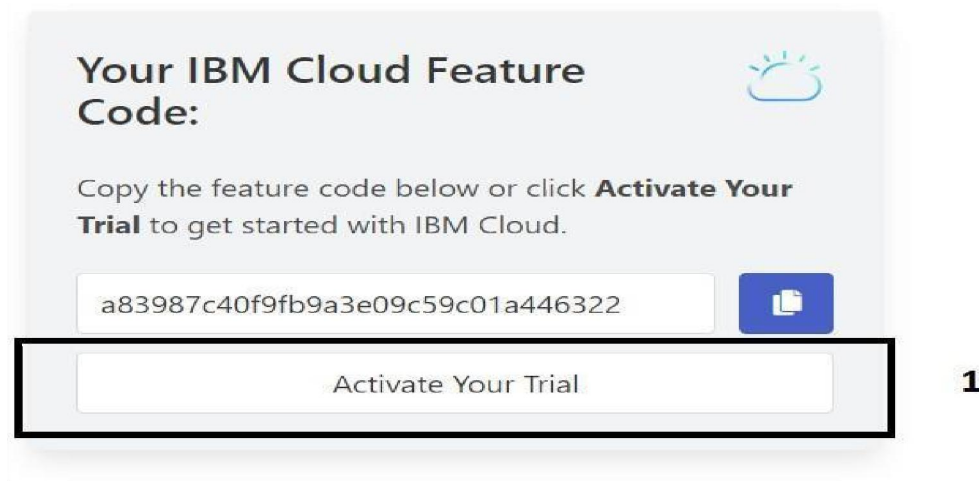 Your IBM Cloud Feature
Code:
Copy the feature code below or click Activate Your
Trial to get started with IBM Cloud.
a83987c40f9fb9a3e09c59c01a446322
Activate Your Trial
1